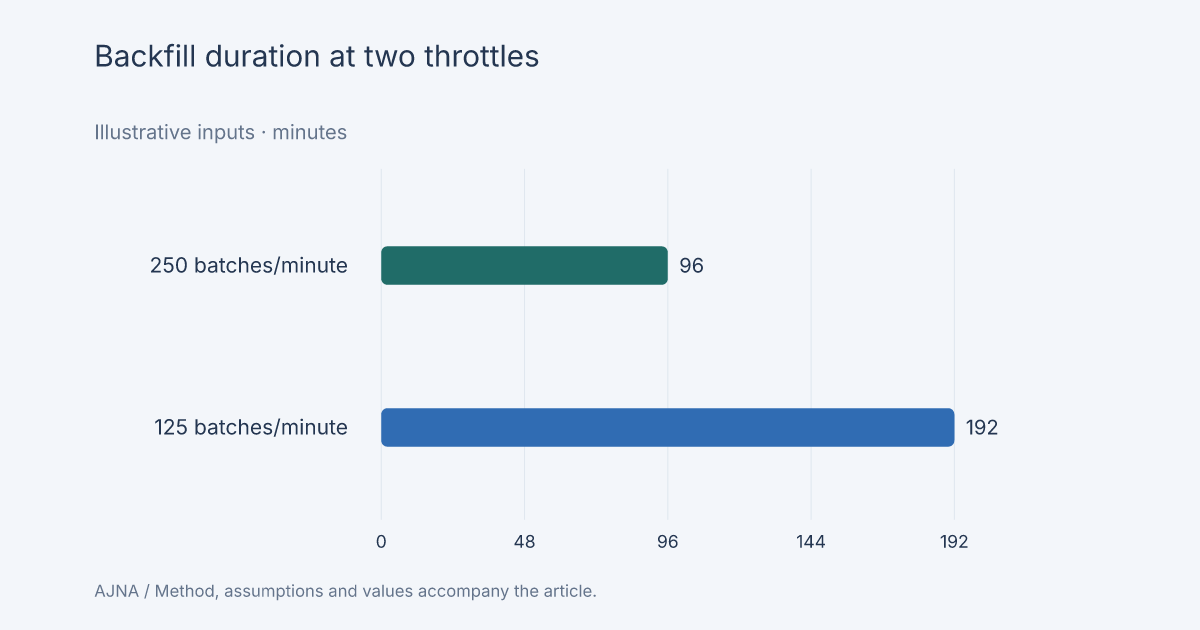 Backfill duration at two throttles
Illustrative inputs · minutes
250 batches/minute
96
125 batches/minute
192
0 48 96 144 192
AJNA / Method, assumptions and values accompany the article.